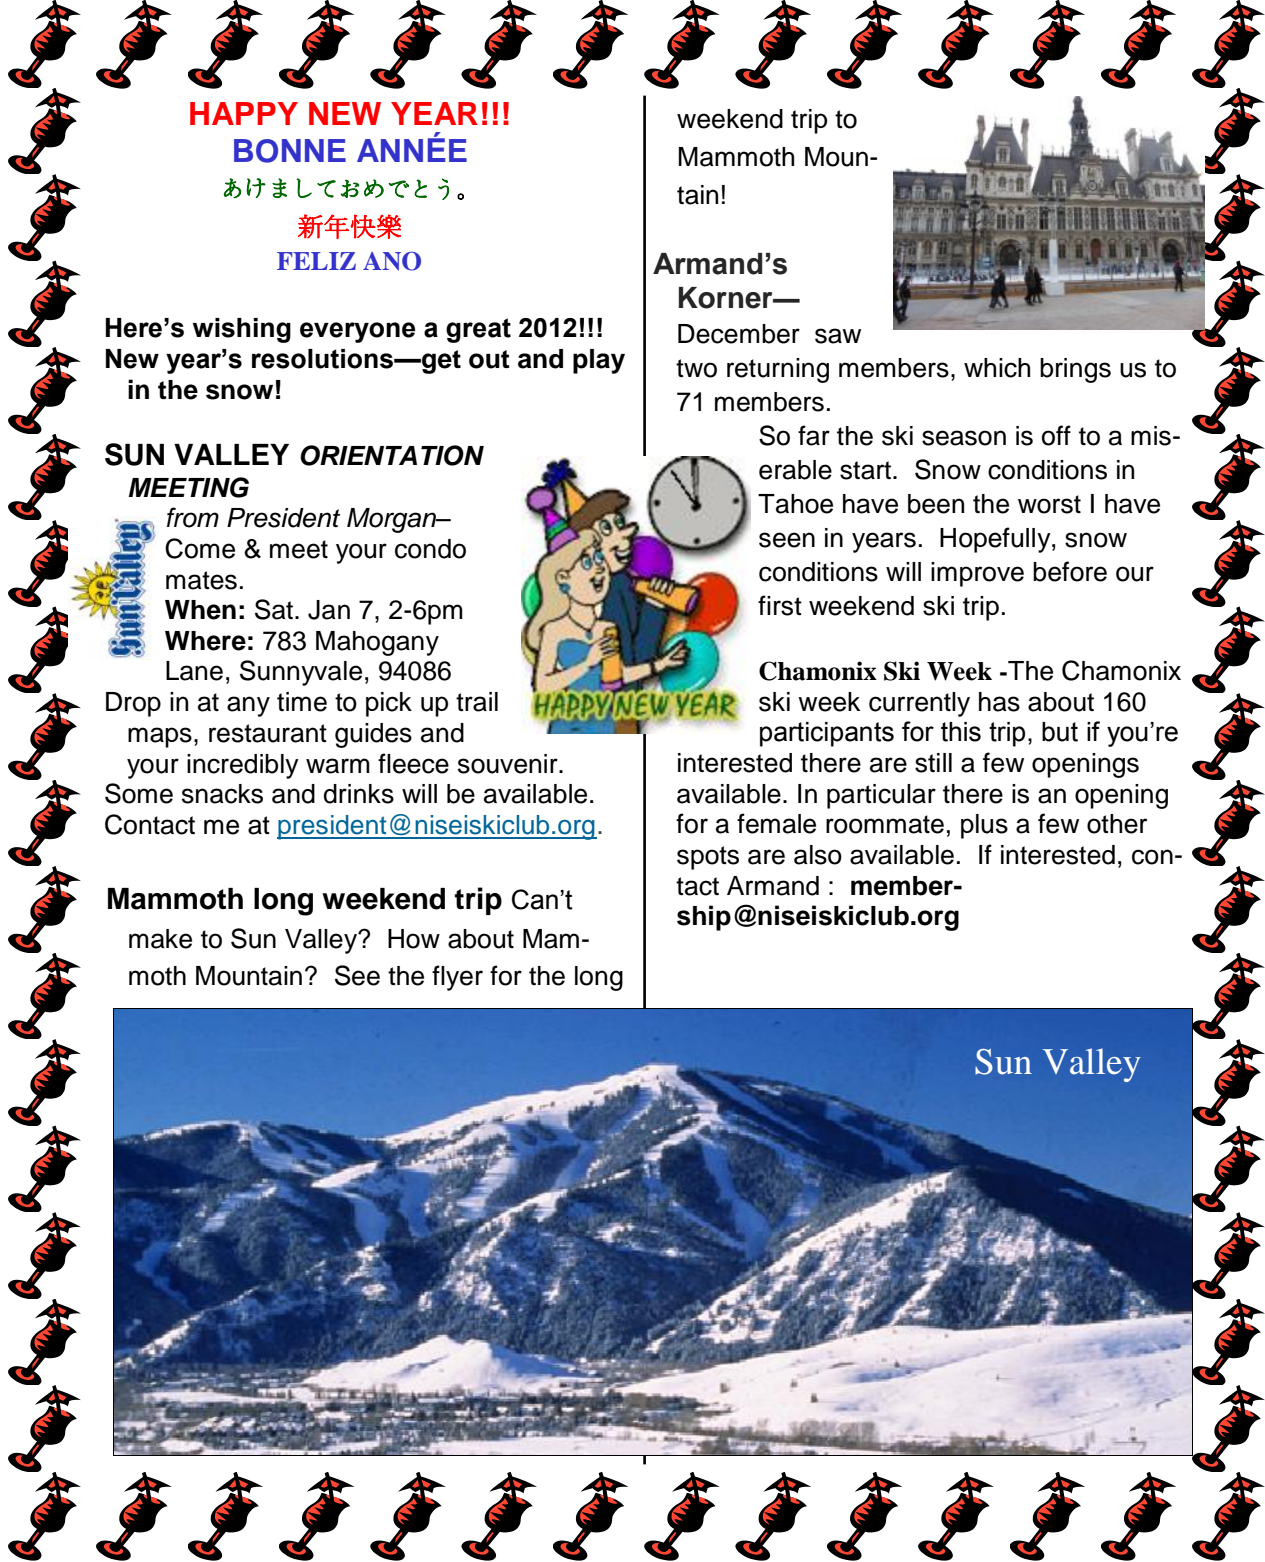 HAPPY NEW YEAR!!!
BONNE ANNÉE
あけましておめでとう。
新年快樂
FELIZ ANO
Here's wishing everyone a great 2012!!!
New year's resolutions—get out and play
in the snow!
SUN VALLEY ORIENTATION
MEETING
from President Morgan–
Sun Valley
Come & meet your condo
mates.
When: Sat. Jan 7, 2-6pm
Where: 783 Mahogany
Lane, Sunnyvale, 94086
Drop in at any time to pick up trail
maps, restaurant guides and
your incredibly warm fleece souvenir.
Some snacks and drinks will be available.
Contact me at president@niseiskiclub.org.
Mammoth long weekend trip Can't
make to Sun Valley?  How about Mam-
moth Mountain?  See the flyer for the long
weekend trip to
Mammoth Moun-
tain!
Armand's
Korner—
December  saw
two returning members, which brings us to
71 members.
So far the ski season is off to a mis-
erable start.  Snow conditions in
Tahoe have been the worst I have
seen in years.  Hopefully, snow
conditions will improve before our
first weekend ski trip.
HAPPY NEW YEAR
Chamonix Ski Week -The Chamonix
ski week currently has about 160
participants for this trip, but if you're
interested there are still a few openings
available. In particular there is an opening
for a female roommate, plus a few other
spots are also available.  If interested, con-
tact Armand :  member-
ship@niseiskiclub.org
Sun Valley